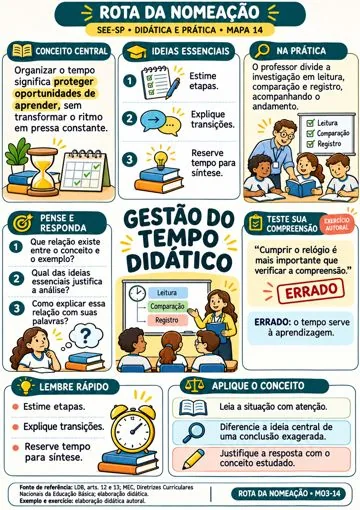 ROTA DA NOMEAÇÃO
SEE-SP • DIDÁTICA E PRÁTICA • MAPA 14
CONCEITO CENTRAL
Organizar o tempo
significa proteger
oportunidades de
aprender, sem
transformar o ritmo
em pressa constante.
IDEIAS ESSENCIAIS
1
Estime
etapas.
2
Explique
transições.
3
Reserve
tempo para
síntese.
NA PRÁTICA
O professor divide a
investigação em leitura,
comparação e registro,
acompanhando o
andamento.
Leitura
Comparação
Registro
PENSE E
RESPONDA
1
Que relação existe
entre o conceito e
o exemplo?
2
Qual das ideias
essenciais justifica
a análise?
3
Como explicar essa
relação com suas
palavras?
?
GESTÃO DO
TEMPO
DIDÁTICO
Leitura
Comparação
Registro
TESTE SUA
COMPREENSÃO
EXERCÍCIO
AUTORAL
“Cumprir o relógio é
mais importante que
verificar a compreensão.”
ERRADO
ERRADO: o tempo serve
à aprendizagem.
LEMBRE RÁPIDO
Estime etapas.
Explique transições.
Reserve tempo
para síntese.
APLIQUE O CONCEITO
Leia a situação com atenção.
Diferencie a ideia central de
uma conclusão exagerada.
Justifique a resposta com o
conceito estudado.
Fonte de referência: LDB, arts. 12 e 13; MEC, Diretrizes Curriculares
Nacionais da Educação Básica; elaboração didática.
Exemplo e exercício: elaboração didática autoral.
ROTA DA NOMEAÇÃO • M03-14